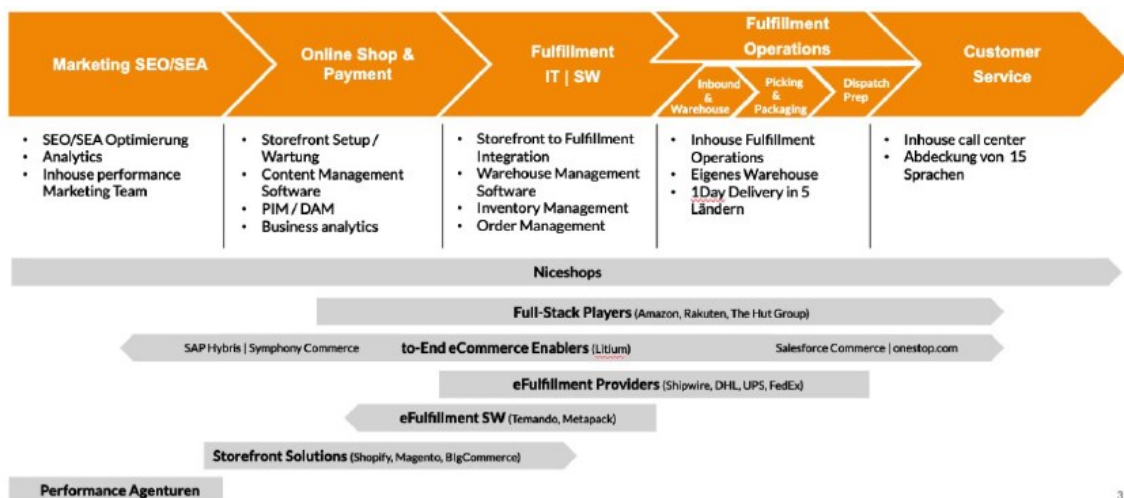 Marketing SEO/SEA
Online Shop &
Payment
Fulfillment
IT | SW
Fulfillment
Operations
Inbound
&
Warehouse
Picking
&
Packaging
Dispatch
Prep
Customer
Service
• SEO/SEA Optimierung
• Analytics
• Inhouse performance
Marketing Team
• Storefront Setup /
Wartung
• Content Management
Software
• PIM / DAM
• Business analytics
• Storefront to Fulfillment
Integration
• Warehouse Management
Software
• Inventory Management
• Order Management
• Inhouse Fulfillment
Operations
• Eigenes Warehouse
• 1Day Delivery in 5
Ländern
• Inhouse call center
• Abdeckung von 15
Sprachen
Niceshops
Full-Stack Players (Amazon, Rakuten, The Hut Group)
SAP Hybris | Symphony Commerce to-End eCommerce Enablers (Litium) Salesforce Commerce | onestop.com
eFulfillment Providers (Shipwire, DHL, UPS, FedEx)
eFulfillment SW (Temando, Metapack)
Storefront Solutions (Shopify, Magento, BigCommerce)
Performance Agenturen
3